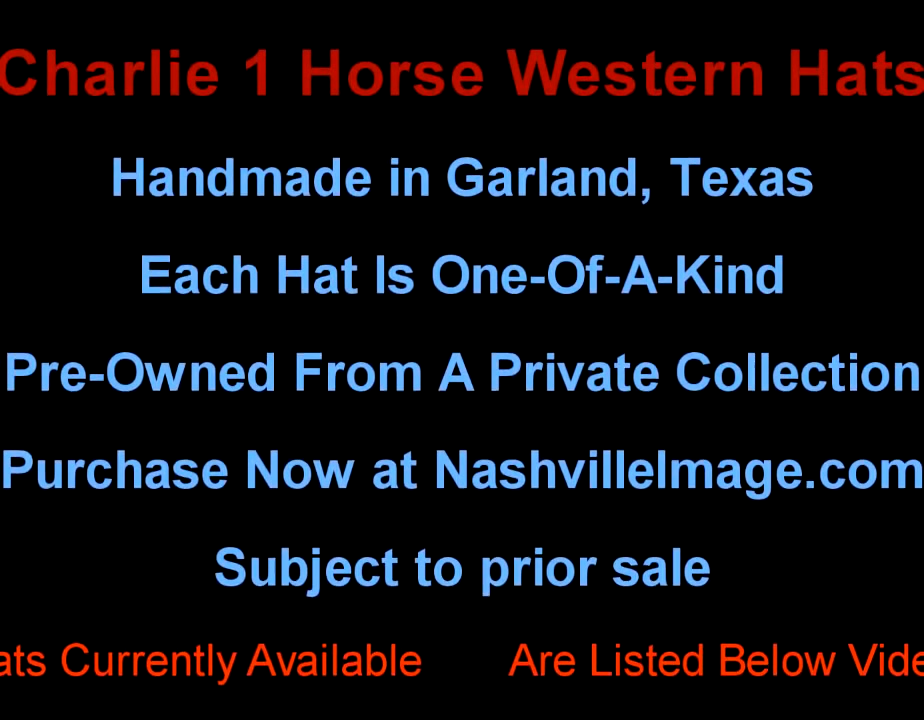 Charlie 1 Horse Western Hats
Handmade in Garland, Texas
Each Hat Is One-Of-A-Kind
Pre-Owned From A Private Collection
Purchase Now at NashvilleImage.com
Subject to prior sale
ats Currently Available Are Listed Below Vide